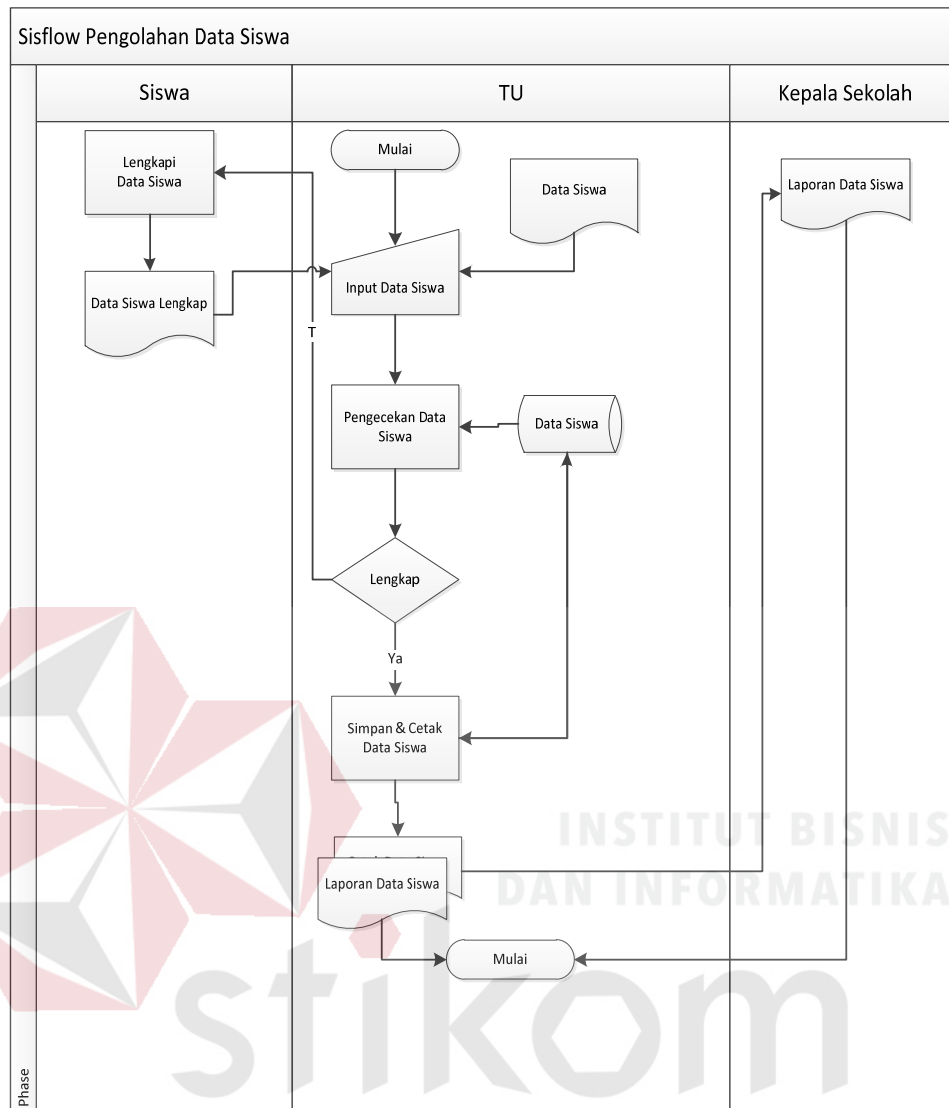 Sisflow Pengolahan Data Siswa
Siswa
TU
Kepala Sekolah
Lengkapi
Data Siswa
Mulai
Data Siswa
Laporan Data Siswa
Data Siswa Lengkap
Input Data Siswa
T
Pengecekan Data
Siswa
Data Siswa
Lengkap
Ya
Simpan & Cetak
Data Siswa
Laporan Data Siswa
Mulai
Phase
INSTITUT BISNIS
DAN INFORMATIKA
stikom